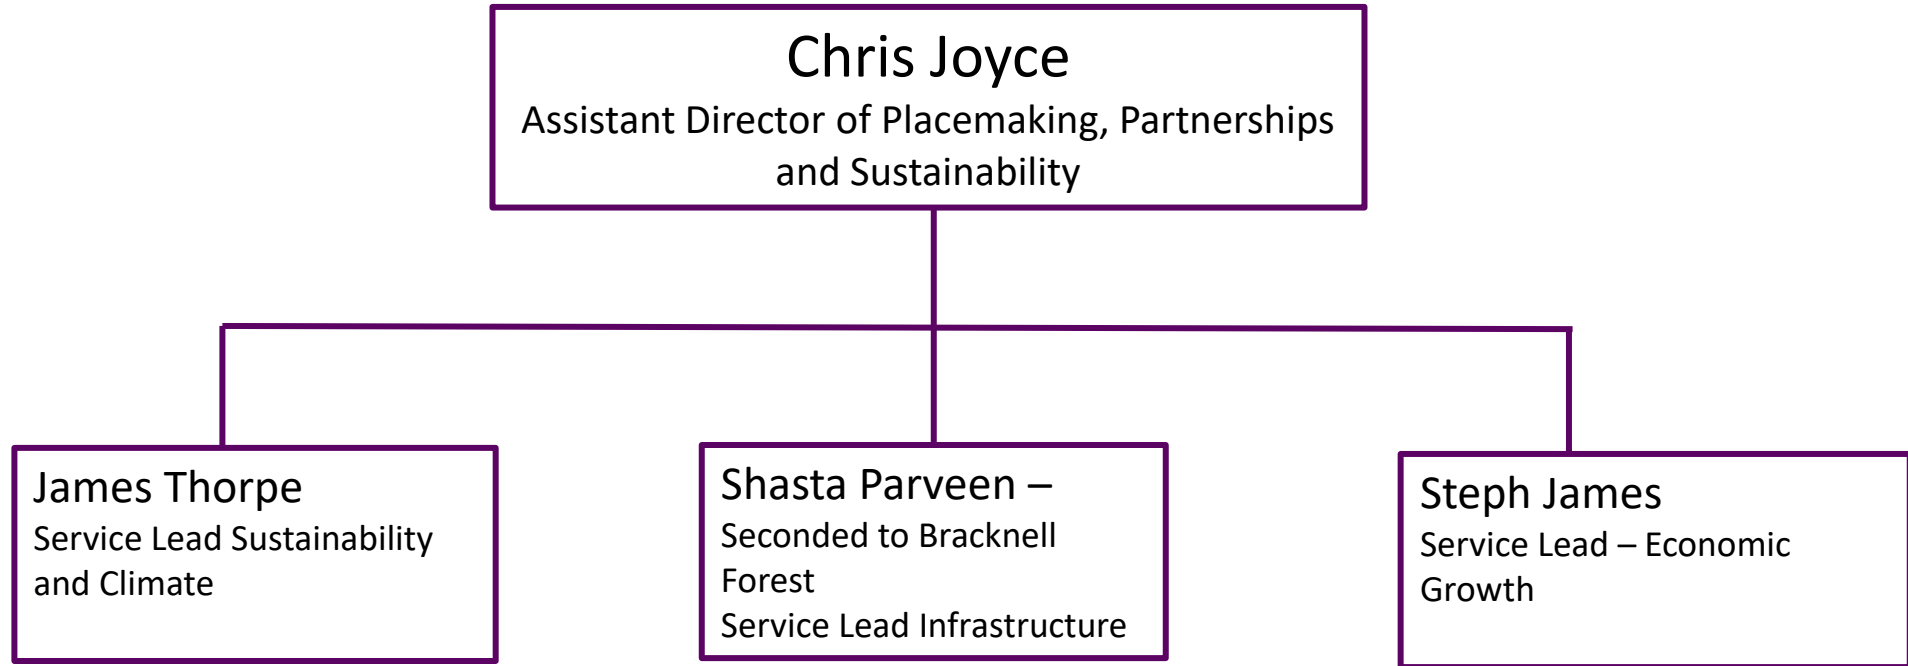 Chris Joyce
Assistant Director of Placemaking, Partnerships
and Sustainability
James Thorpe
Service Lead Sustainability
and Climate
Shasta Parveen –
Seconded to Bracknell
Forest
Service Lead Infrastructure
Steph James
Service Lead – Economic
Growth